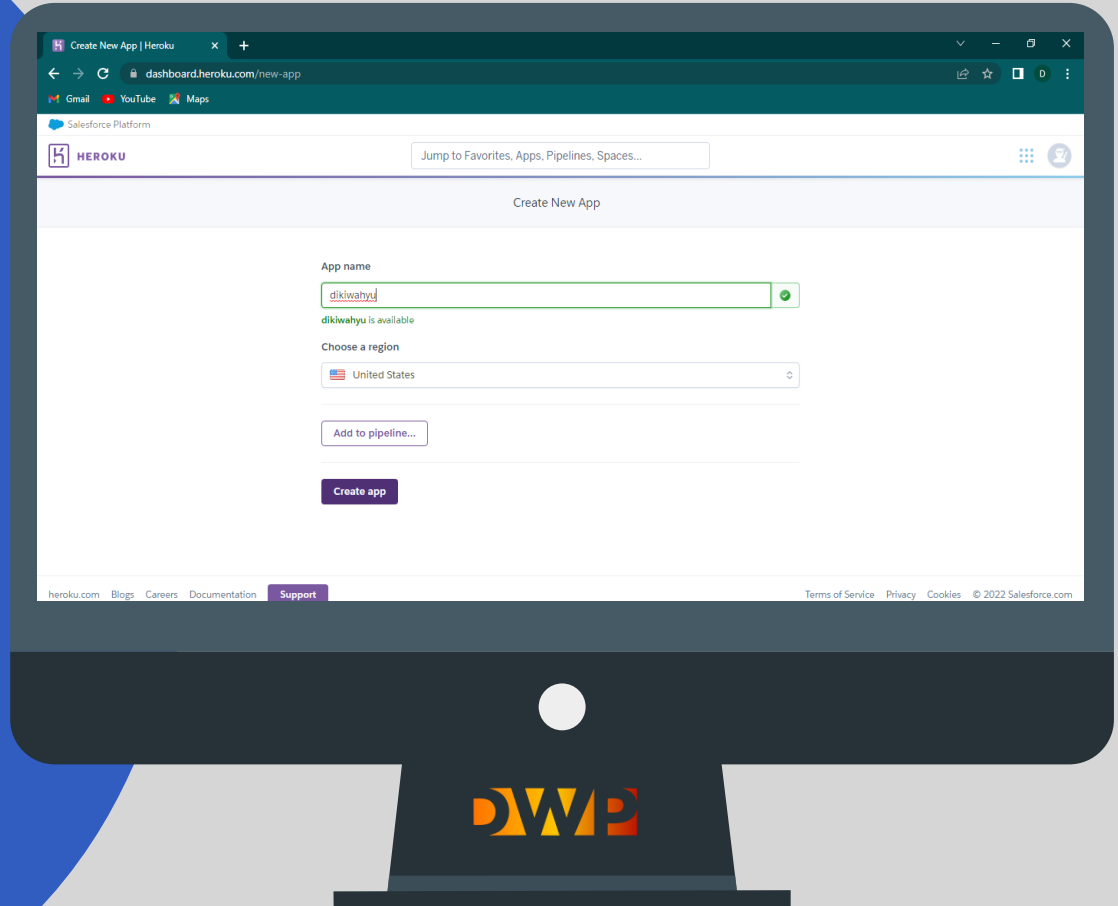 Create New App | Heroku
dashboard.heroku.com/new-app
D
Gmail YouTube Maps
Salesforce Platform
HEROKU
Jump to Favorites, Apps, Pipelines, Spaces...
Create New App
App name
dikiwahyu
dikiwahyu is available
Choose a region
United States
Add to pipeline...
Create app
heroku.com Blogs Careers Documentation Support Terms of Service Privacy Cookies © 2022 Salesforce.com
DWP